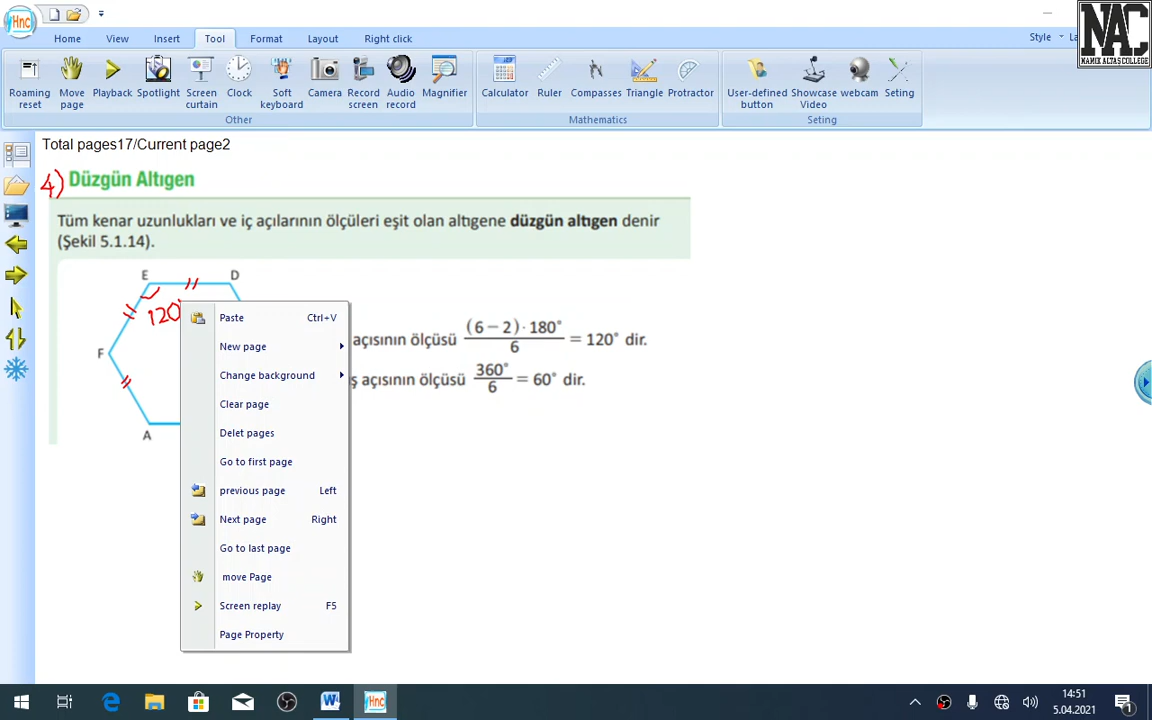 Hnc
Home View Insert Tool Format Layout Right click Style
NAC
NAMIK ALTAS COLLEGE
Roaming reset
Move page
Playback
Spotlight
Screen curtain
Clock
Soft keyboard
Camera
Record screen
Audio record
Magnifier
Calculator
Ruler
Compasses
Triangle
Protractor
User-defined button
Showcase Video
webcam
Seting
Other Mathematics Seting
Total pages17/Current page2
4) Düzgün Altıgen
Tüm kenar uzunlukları ve iç açılarının ölçüleri eşit olan altıgene düzgün altıgen denir
(Şekil 5.1.14).
E D
120°
F
A
açısının ölçüsü (6 − 2) · 180° / 6 = 120° dir.
ş açısının ölçüsü 360° / 6 = 60° dir.
Paste Ctrl+V
New page
Change background
Clear page
Delet pages
Go to first page
previous page Left
Next page Right
Go to last page
move Page
Screen replay F5
Page Property
Hnc
14:51
5.04.2021
1